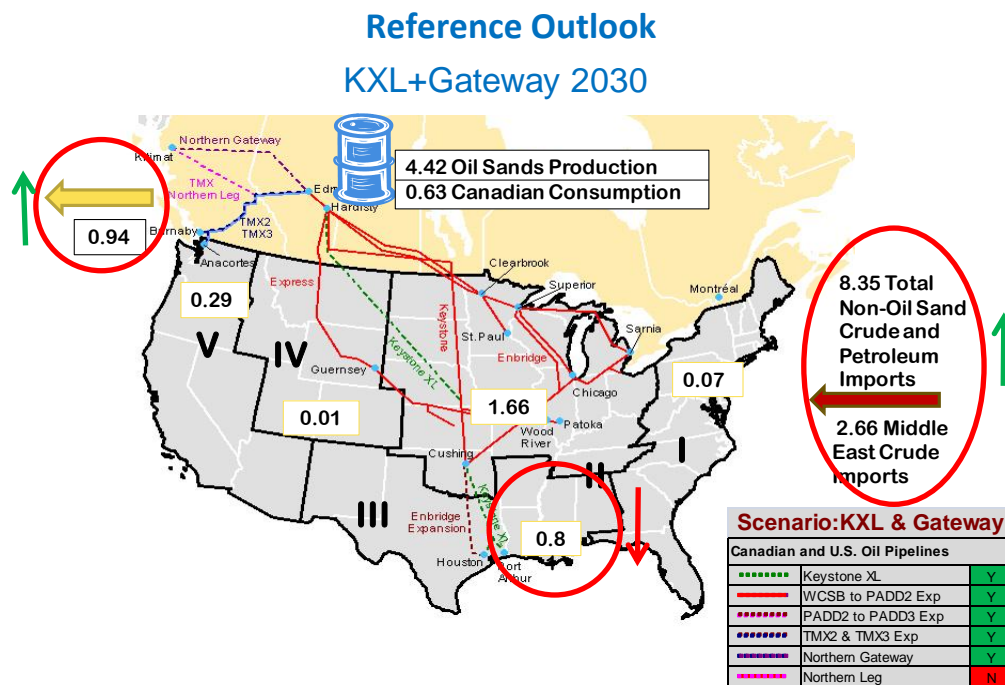 Reference Outlook
KXL+Gateway 2030
Northern Gateway
Kitimat
4.42 Oil Sands Production
0.63 Canadian Consumption
TMX
Northern Leg
Hardisty
TMX2
TMX3
0.94
Burnaby
Anacortes
0.29
V
Express
IV
Keystone
Keystone XL
Clearbrook
Superior
St.Paul
Enbridge
Montréal
Sarnia
Chicago
Guernsey
0.01
1.66
0.07
Wood
River
Patoka
Cushing
I
II
III
Enbridge
Expansion
Keystone XL
0.8
Houston
Port
Arthur
8.35 Total
Non-Oil Sand
Crude and
Petroleum
Imports
2.66 Middle
East Crude
Imports
Scenario:KXL & Gateway
Canadian and U.S. Oil Pipelines
Keystone XL Y
WCSB to PADD2 Exp Y
PADD2 to PADD3 Exp Y
TMX2 & TMX3 Exp Y
Northern Gateway Y
Northern Leg N